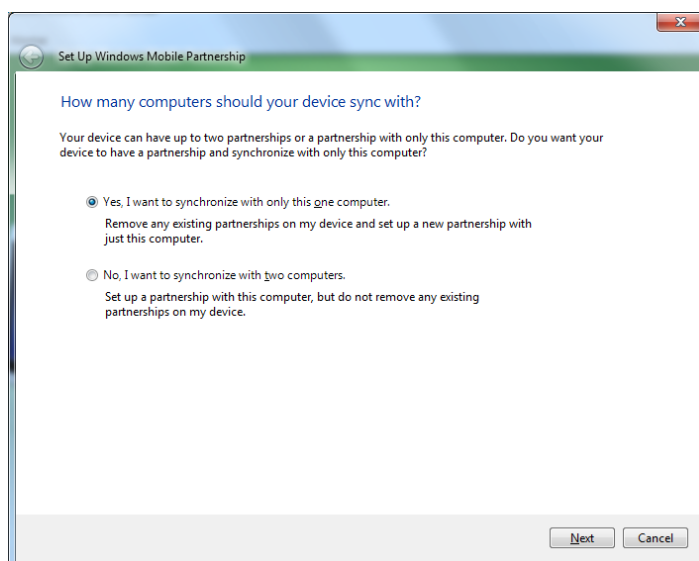 Set Up Windows Mobile Partnership
How many computers should your device sync with?
Your device can have up to two partnerships or a partnership with only this computer. Do you want your
device to have a partnership and synchronize with only this computer?
Yes, I want to synchronize with only this one computer.
Remove any existing partnerships on my device and set up a new partnership with
just this computer.
No, I want to synchronize with two computers.
Set up a partnership with this computer, but do not remove any existing
partnerships on my device.
Next
Cancel